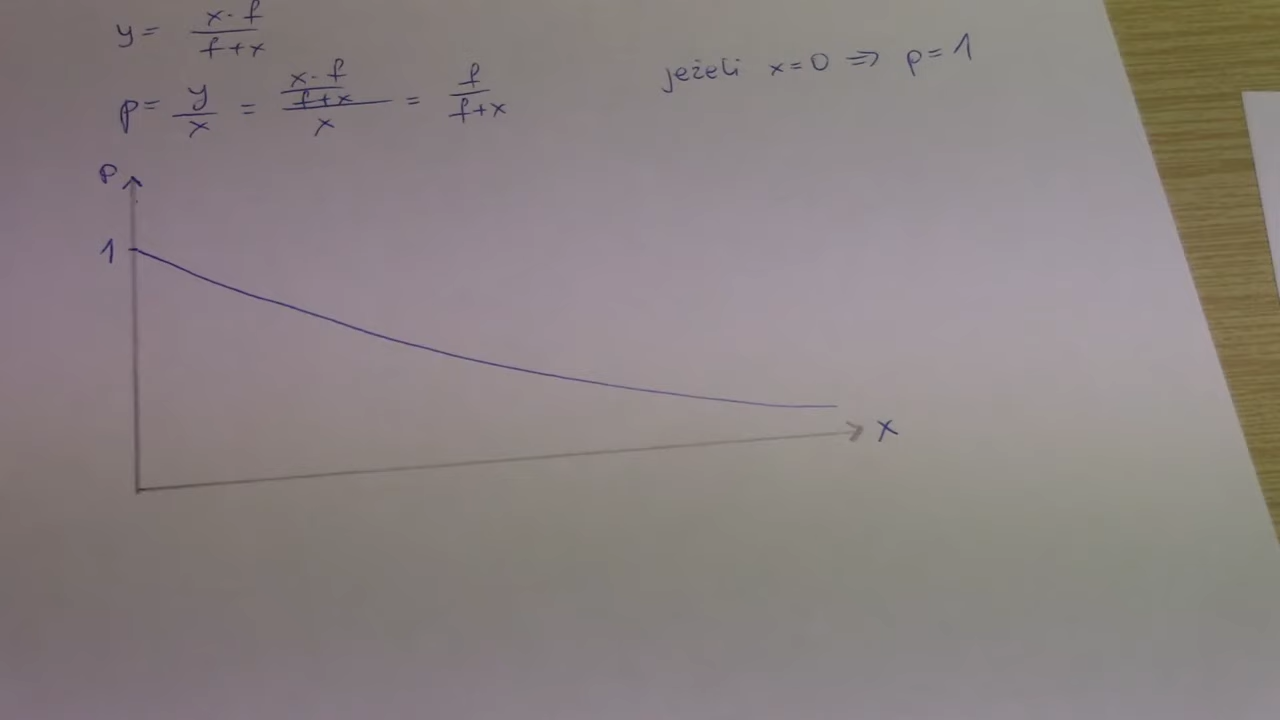 y = x·f / f+x
p = y/x = x·f / f+x / x = f / f+x
jeżeli x=0 ⇒ p=1
p
1
x